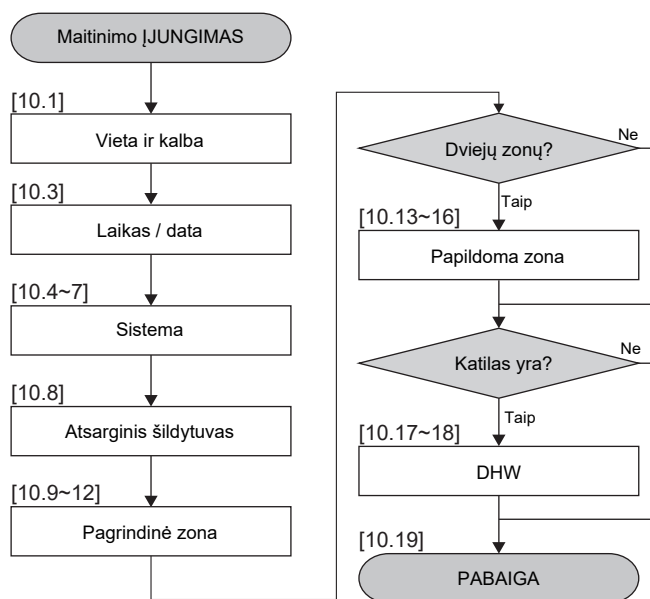 Maitinimo ĮJUNGIMAS
[10.1]
Vieta ir kalba
[10.3]
Laikas / data
[10.4~7]
Sistema
[10.8]
Atsarginis šildytuvas
[10.9~12]
Pagrindinė zona
Dviejų zonų?
Ne
Taip
[10.13~16]
Papildoma zona
Katilas yra?
Ne
Taip
[10.17~18]
DHW
[10.19]
PABAIGA